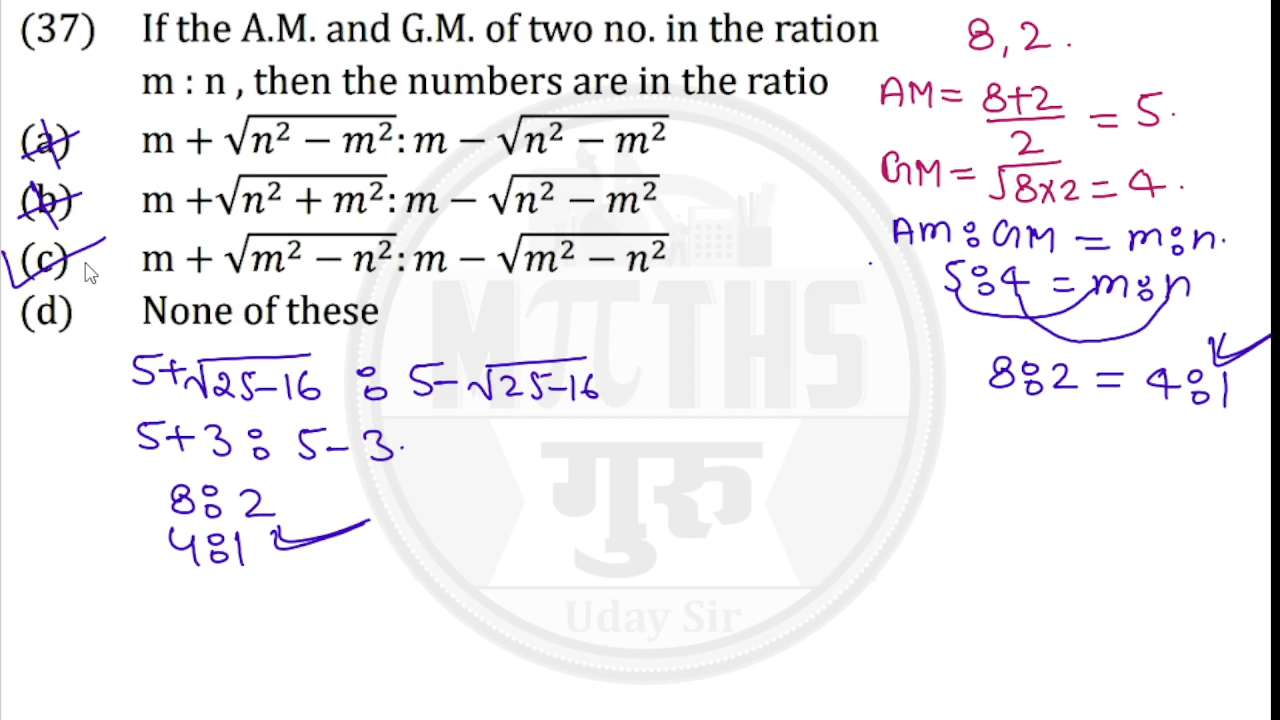 (37) If the A.M. and G.M. of two no. in the ration
m : n , then the numbers are in the ratio
(a) m + √n² − m² : m − √n² − m²
(b) m +√n² + m² : m − √n² − m²
(c) m + √m² − n² : m − √m² − n²
(d) None of these
5+√25-16 : 5-√25-16
5+3 : 5-3.
8:2
4:1
8, 2.
AM = 8+2/2 = 5.
GM = √8×2 = 4.
AM : GM = m:n.
5:4 = m:n
8:2 = 4:1
MπTHS
गुरु
Uday Sir